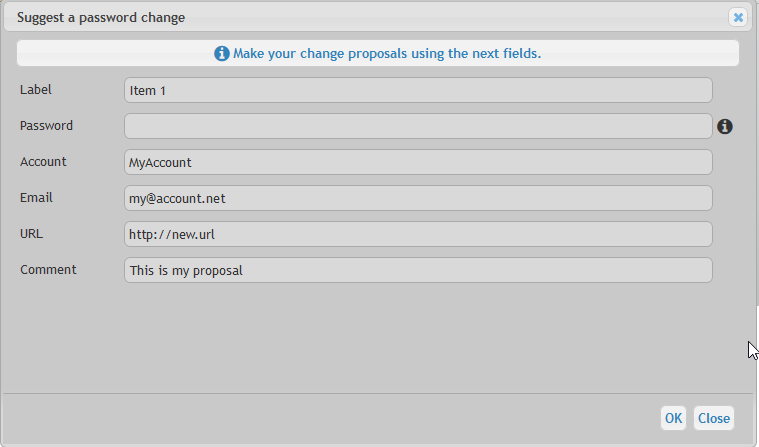 Suggest a password change
Make your change proposals using the next fields.
Label Item 1
Password
Account MyAccount
Email my@account.net
URL http://new.url
Comment This is my proposal
OK Close